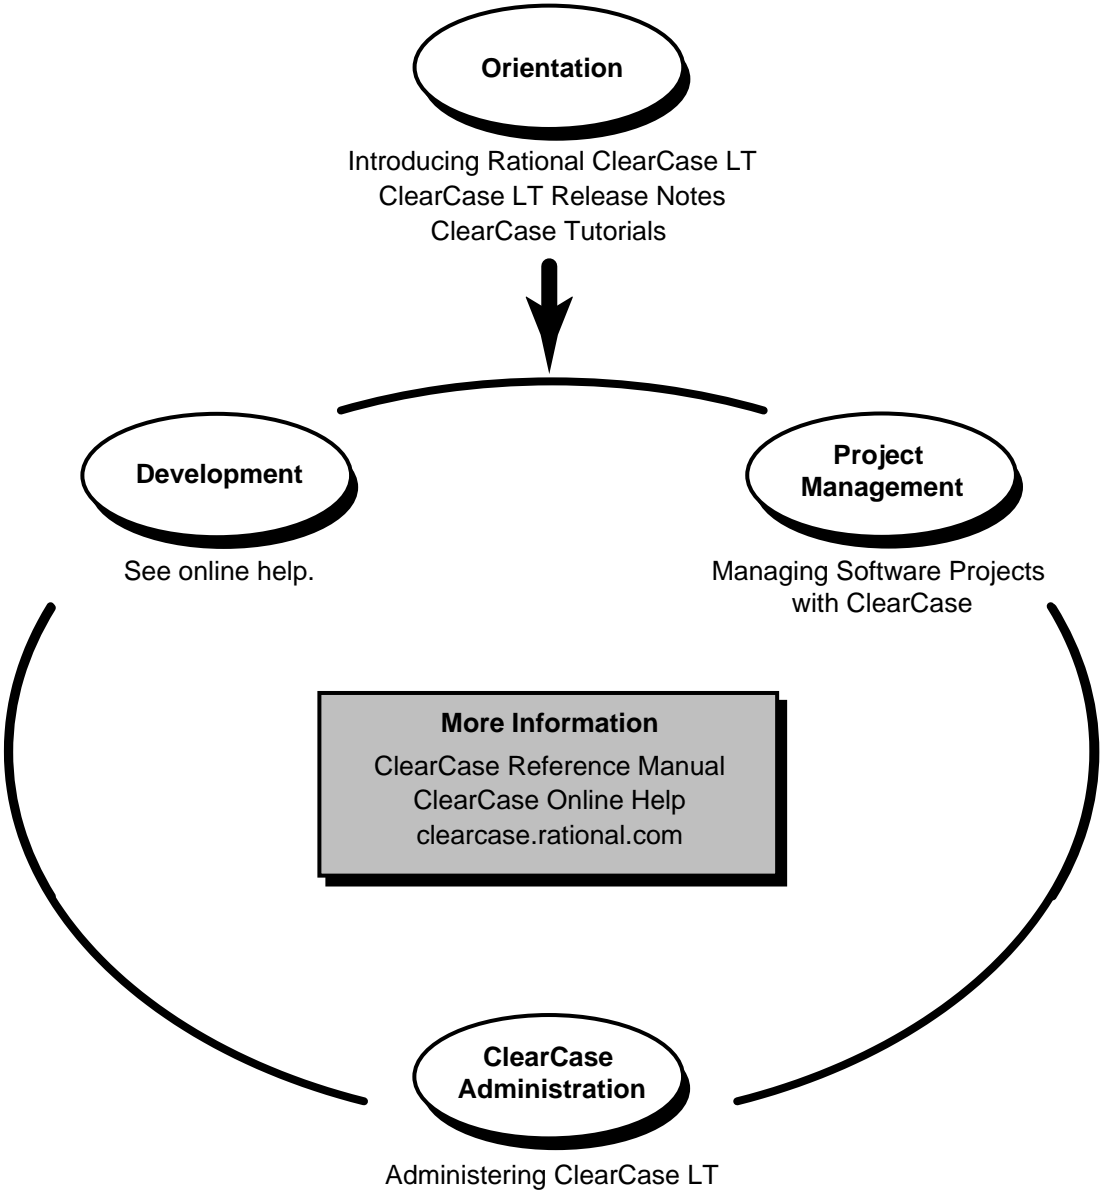 Orientation
Introducing Rational ClearCase LT
ClearCase LT Release Notes
ClearCase Tutorials
Development
See online help.
Project
Management
Managing Software Projects
with ClearCase
More Information
ClearCase Reference Manual
ClearCase Online Help
clearcase.rational.com
ClearCase
Administration
Administering ClearCase LT